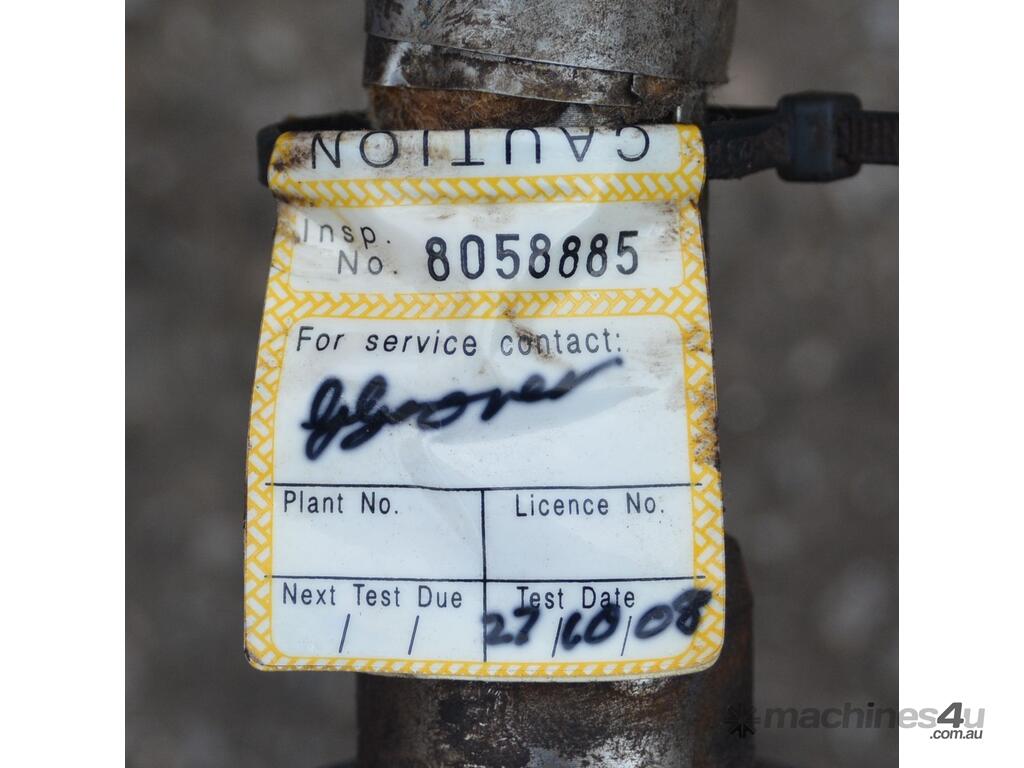 CAUTION
Insp.
No. 8058885
For service contact:
Plant No. Licence No.
Next Test Due Test Date
/ / 27/10/08
machines4u
.com.au